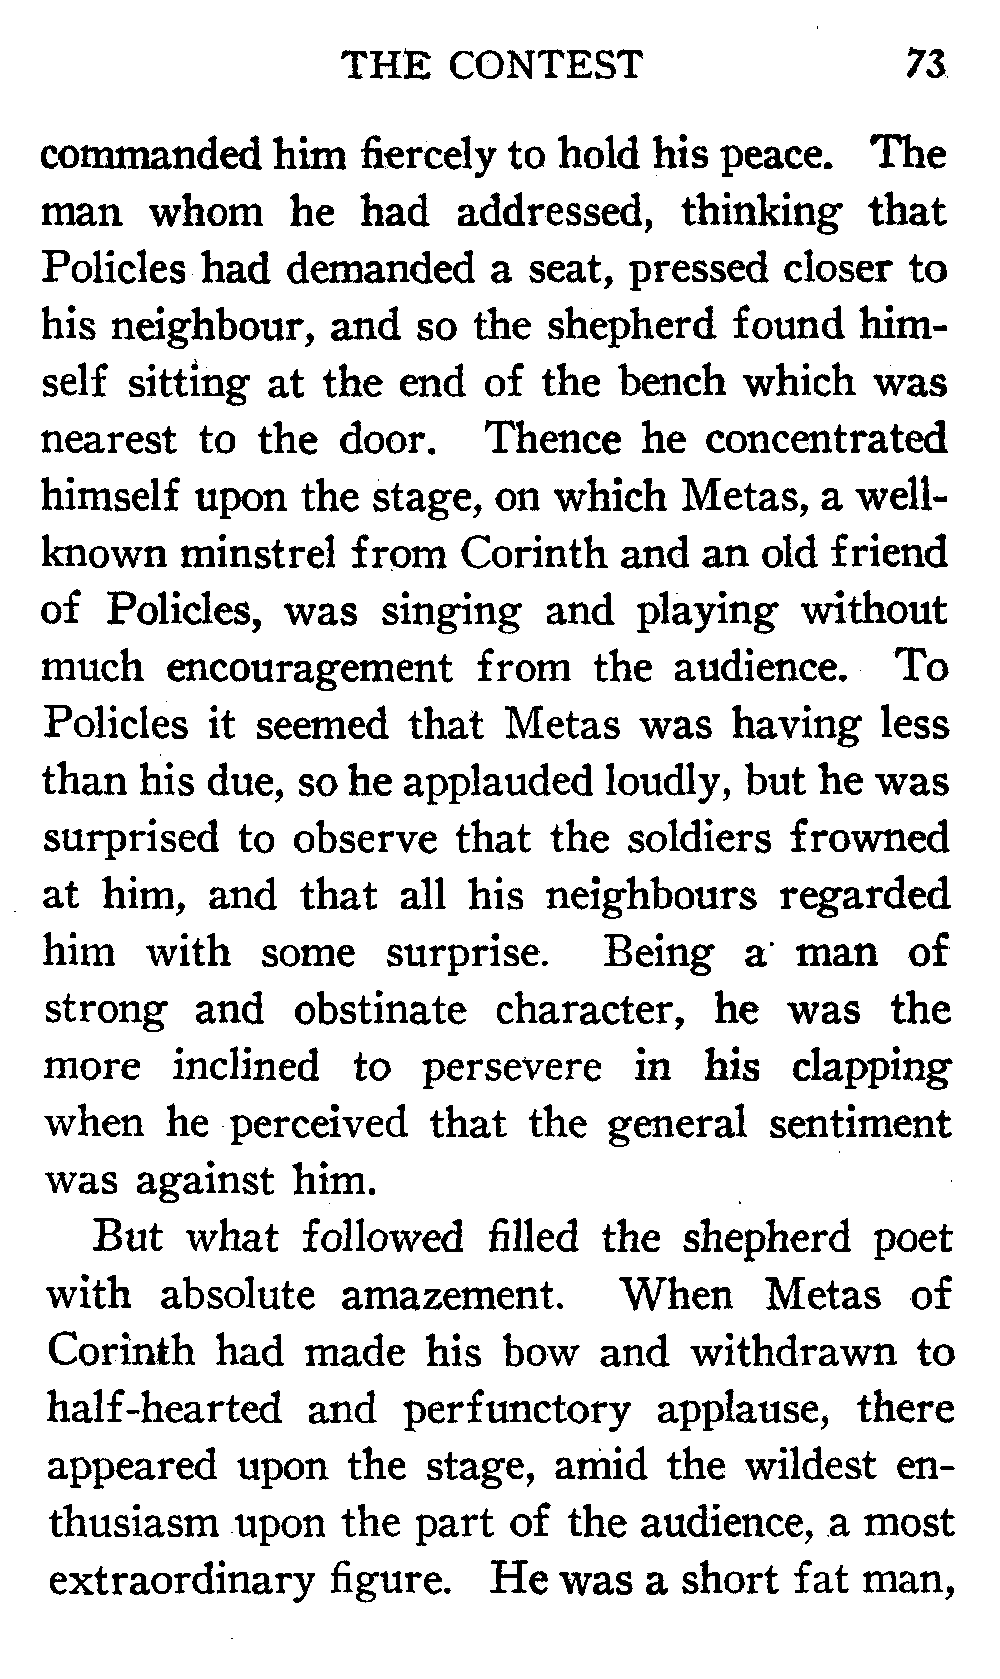 THE CONTEST 73
commanded him fiercely to hold his peace. The
man whom he had addressed, thinking that
Policles had demanded a seat, pressed closer to
his neighbour, and so the shepherd found him-
self sitting at the end of the bench which was
nearest to the door. Thence he concentrated
himself upon the stage, on which Metas, a well-
known minstrel from Corinth and an old friend
of Policles, was singing and playing without
much encouragement from the audience. To
Policles it seemed that Metas was having less
than his due, so he applauded loudly, but he was
surprised to observe that the soldiers frowned
at him, and that all his neighbours regarded
him with some surprise. Being a man of
strong and obstinate character, he was the
more inclined to persevere in his clapping
when he perceived that the general sentiment
was against him.
But what followed filled the shepherd poet
with absolute amazement. When Metas of
Corinth had made his bow and withdrawn to
half-hearted and perfunctory applause, there
appeared upon the stage, amid the wildest en-
thusiasm upon the part of the audience, a most
extraordinary figure. He was a short fat man,